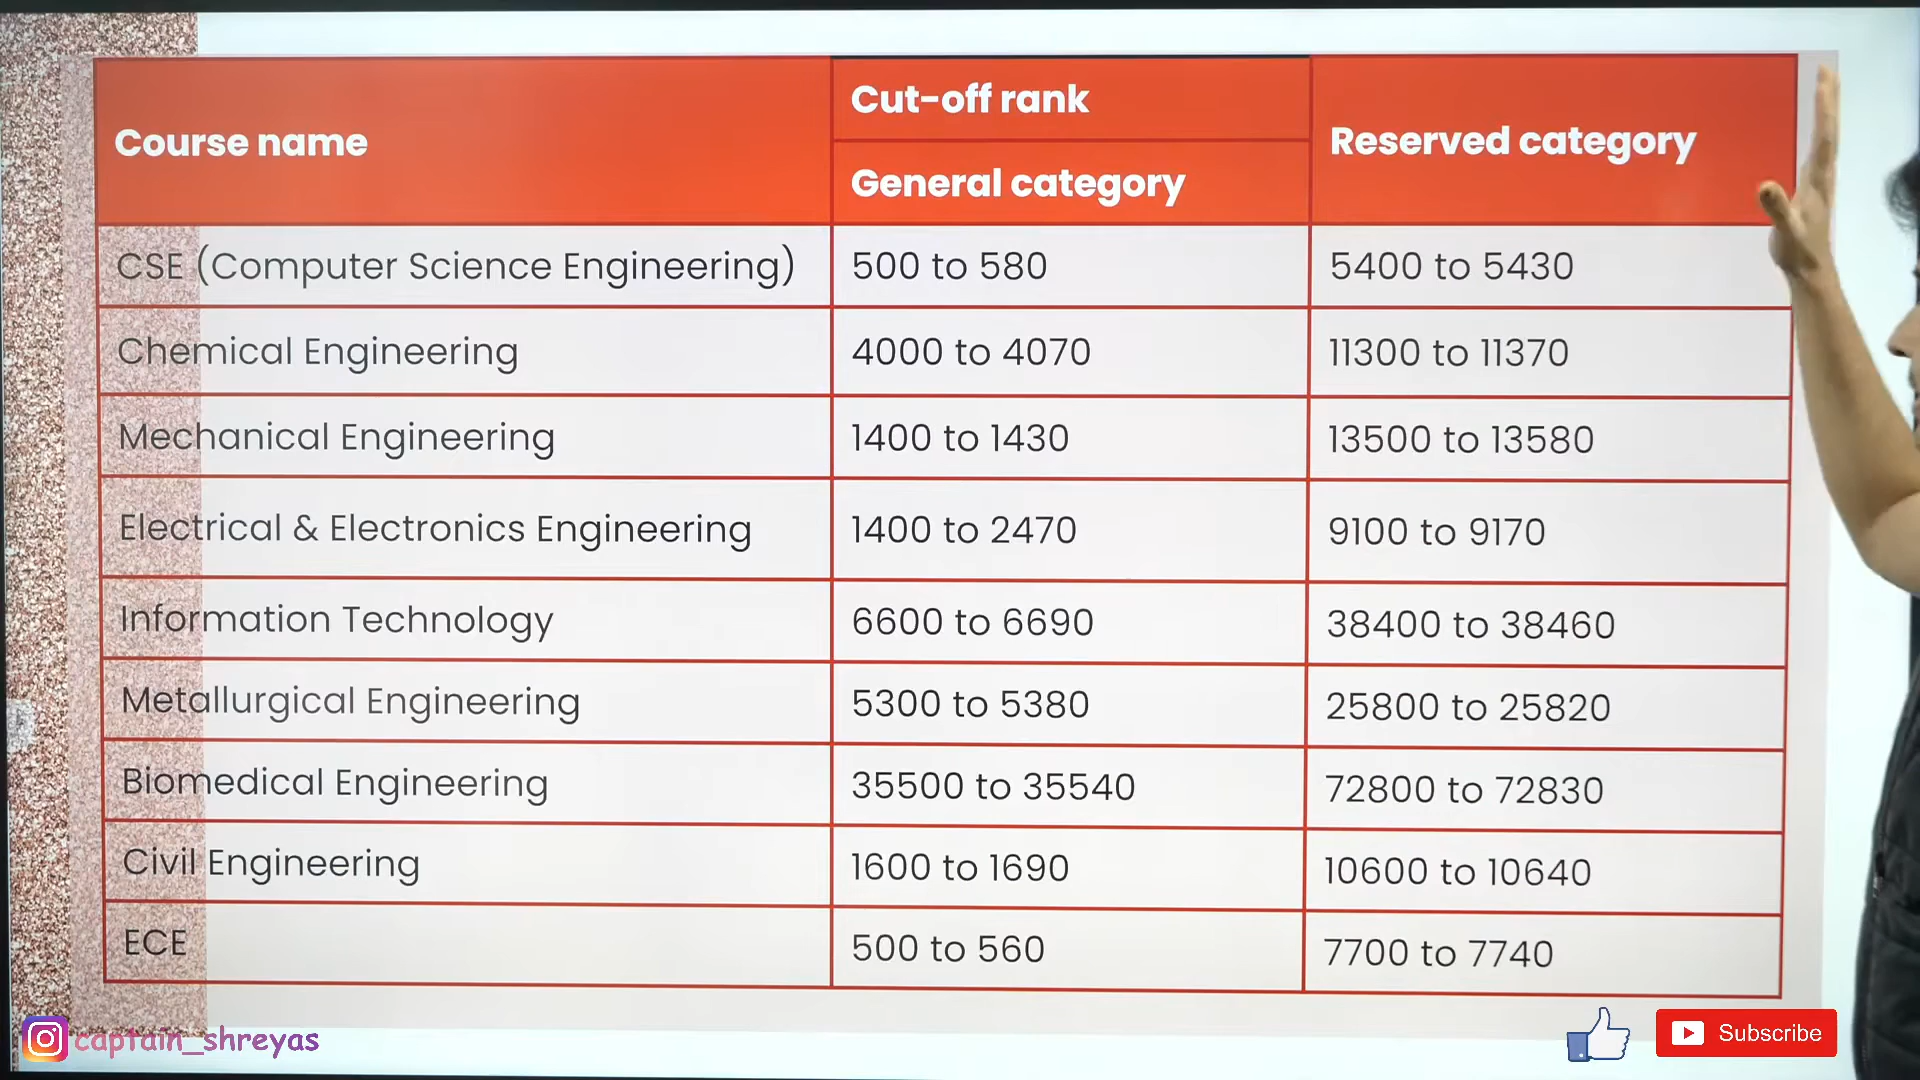 Course name
Cut-off rank
General category
Reserved category
CSE (Computer Science Engineering) 500 to 580 5400 to 5430
Chemical Engineering 4000 to 4070 11300 to 11370
Mechanical Engineering 1400 to 1430 13500 to 13580
Electrical & Electronics Engineering 1400 to 2470 9100 to 9170
Information Technology 6600 to 6690 38400 to 38460
Metallurgical Engineering 5300 to 5380 25800 to 25820
Biomedical Engineering 35500 to 35540 72800 to 72830
Civil Engineering 1600 to 1690 10600 to 10640
ECE 500 to 560 7700 to 7740
captain_shreyas
Subscribe